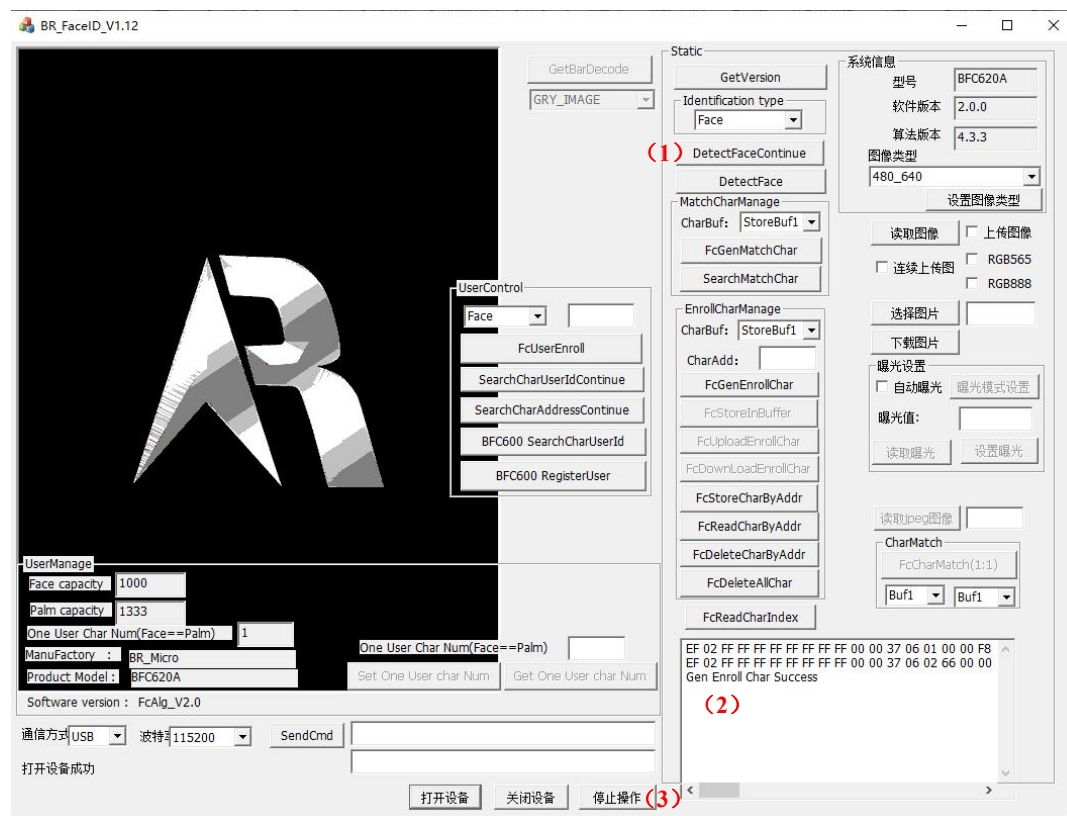 BR_FaceID_V1.12
GetBarDecode
GRY_IMAGE
Static
GetVersion
Identification type
Face
（1）
DetectFaceContinue
DetectFace
MatchCharManage
CharBuf: StoreBuf1
FcGenMatchChar
SearchMatchChar
EnrollCharManage
CharBuf: StoreBuf1
CharAdd:
FcGenEnrollChar
FcStoreInBuffer
FcUploadEnrollChar
FcDownLoadEnrollChar
FcStoreCharByAddr
FcReadCharByAddr
FcDeleteCharByAddr
FcDeleteAllChar
FcReadCharIndex
系统信息
型号 BFC620A
软件版本 2.0.0
算法版本 4.3.3
图像类型
480_640
设置图像类型
读取图像 上传图像
连续上传图 RGB565
RGB888
选择图片
下载图片
曝光设置
自动曝光 曝光模式设置
曝光值:
读取曝光 设置曝光
读取jpeg图像
CharMatch
FcCharMatch(1:1)
Buf1 Buf1
UserControl
Face
FcUserEnroll
SearchCharUserIdContinue
SearchCharAddressContinue
BFC600 SearchCharUserId
BFC600 RegisterUser
AR
UserManage
Face capacity 1000
Palm capacity 1333
One User Char Num(Face==Palm) 1
ManuFactory : BR_Micro
Product Model : BFC620A
One User Char Num(Face==Palm)
Set One User char Num Get One User char Num
Software version : FcAlg_V2.0
EF 02 FF FF FF FF FF FF FF FF 00 00 37 06 01 00 00 F8
EF 02 FF FF FF FF FF FF FF FF 00 00 37 06 02 66 00 00
Gen Enroll Char Success
（2）
通信方式 USB 波特率 115200 SendCmd
打开设备成功
打开设备 关闭设备 停止操作（3）